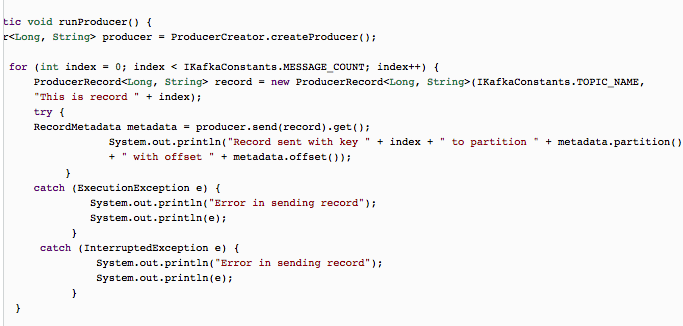 tic void runProducer() {
r<Long, String> producer = ProducerCreator.createProducer();
for (int index = 0; index < IKafkaConstants.MESSAGE_COUNT; index++) {
ProducerRecord<Long, String> record = new ProducerRecord<Long, String>(IKafkaConstants.TOPIC_NAME,
"This is record " + index);
try {
RecordMetadata metadata = producer.send(record).get();
System.out.println("Record sent with key " + index + " to partition " + metadata.partition()
+ " with offset " + metadata.offset());
}
catch (ExecutionException e) {
System.out.println("Error in sending record");
System.out.println(e);
}
catch (InterruptedException e) {
System.out.println("Error in sending record");
System.out.println(e);
}
}